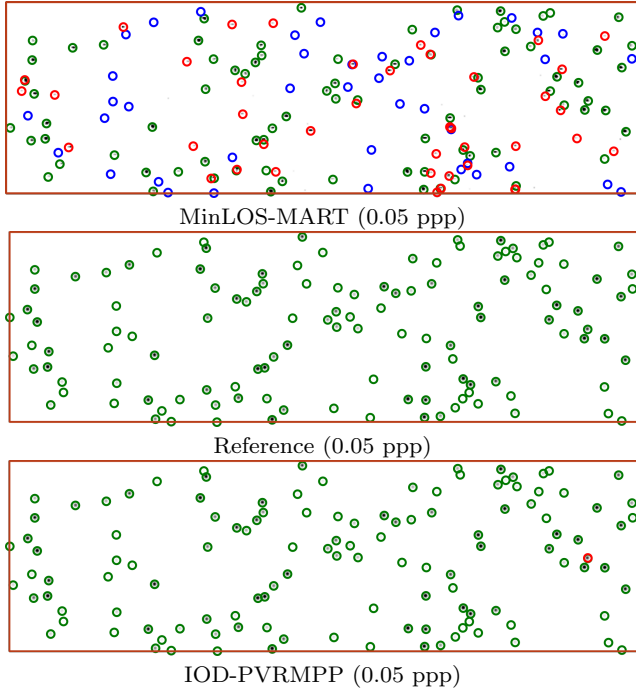 MinLOS-MART (0.05 ppp)
Reference (0.05 ppp)
IOD-PVRMPP (0.05 ppp)